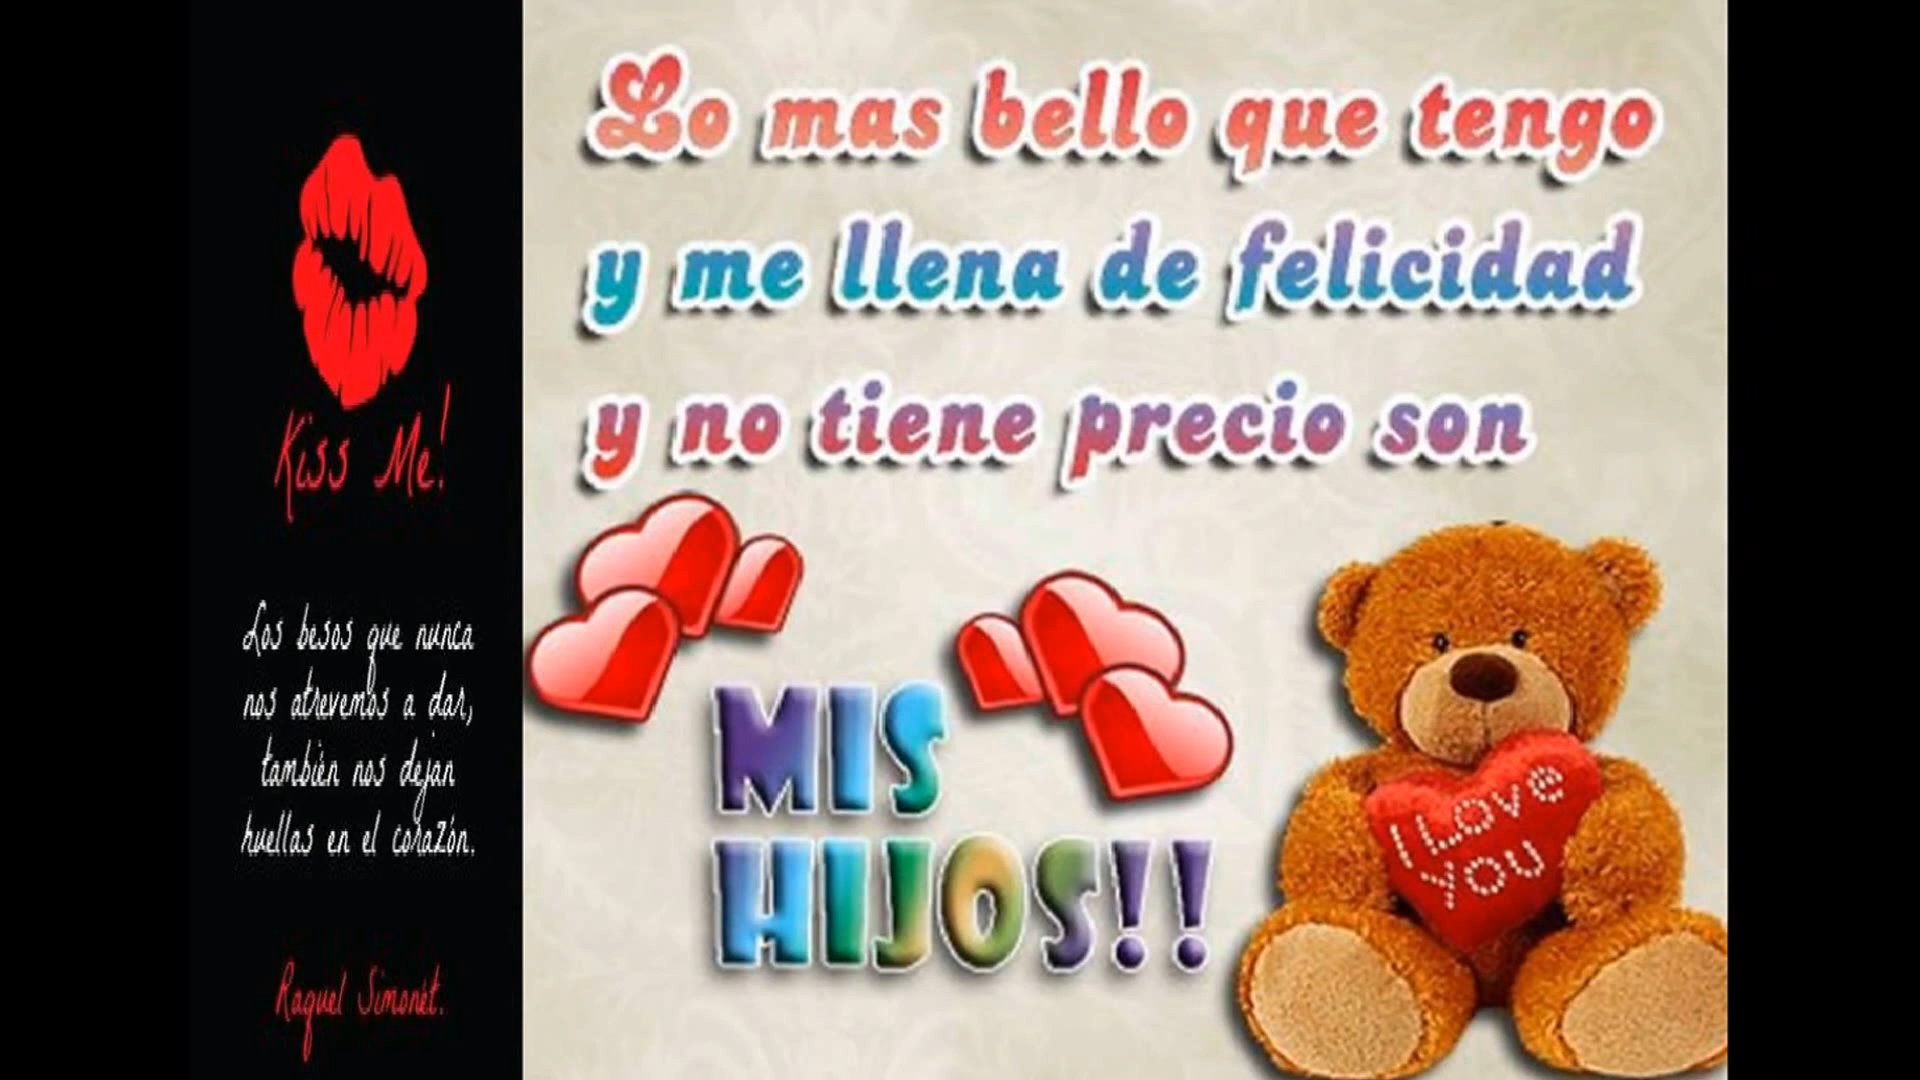 Kiss Me!
Los besos que nunca
nos atrevemos a dar,
también nos dejan
huellas en el corazón.
Raquel Simonet.
Lo mas bello que tengo
y me llena de felicidad
y no tiene precio son
MIS
HIJOS!!
I Love
You